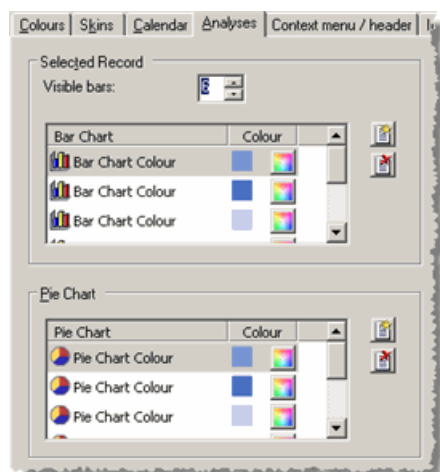 Colours Skins Calendar Analyses Context menu / header
Selected Record
Visible bars: 6
Bar Chart Colour
Bar Chart Colour
Bar Chart Colour
Bar Chart Colour
Pie Chart
Pie Chart Colour
Pie Chart Colour
Pie Chart Colour
Pie Chart Colour